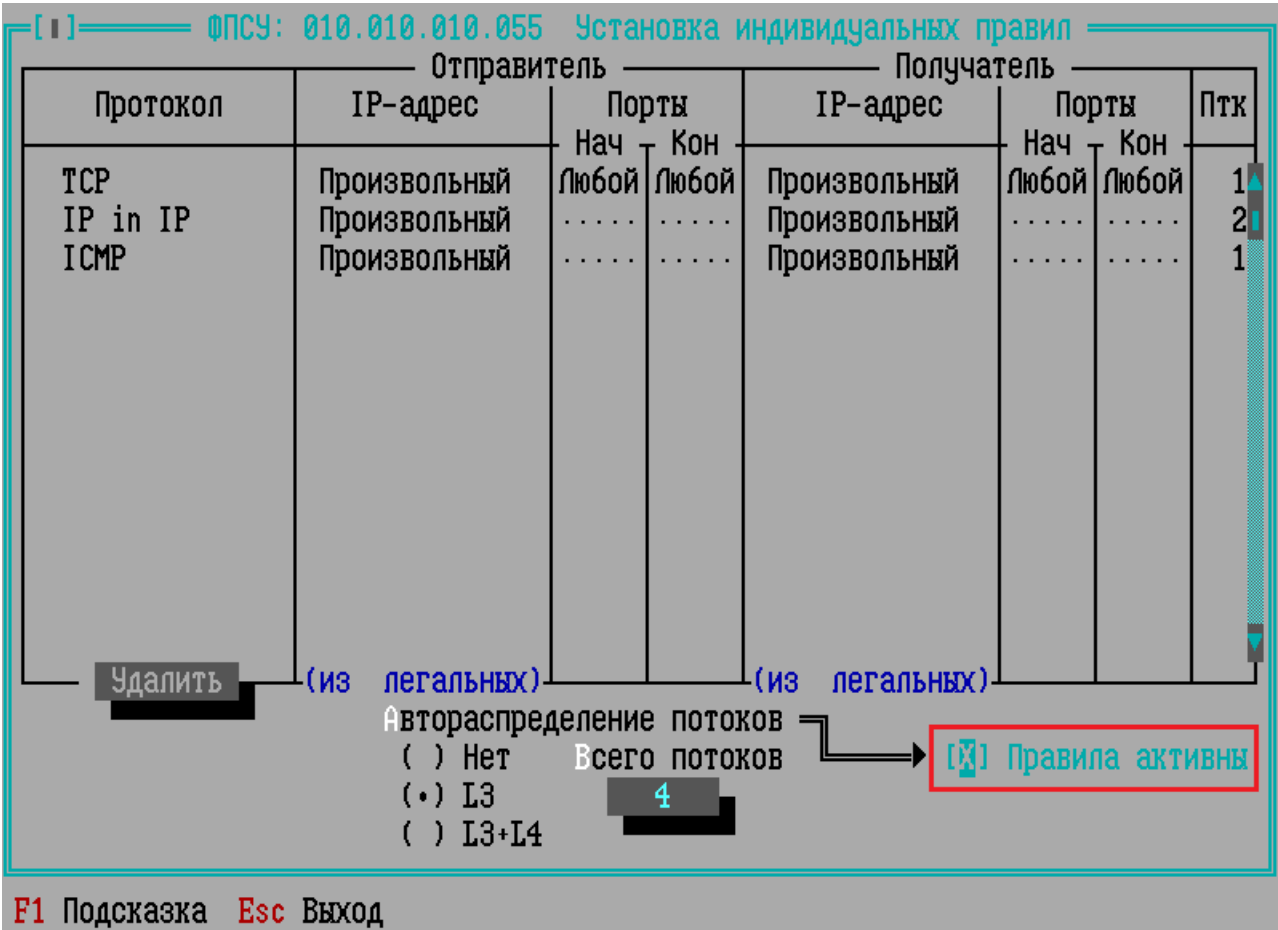 [▮] ФПСУ: 010.010.010.055 Установка индивидуальных правил
Отправитель Получатель
Протокол IP-адрес Порты IP-адрес Порты Птк
Нач Кон Нач Кон
TCP Произвольный Любой Любой Произвольный Любой Любой 1
IP in IP Произвольный ..... ..... Произвольный ..... ..... 2
ICMP Произвольный ..... ..... Произвольный ..... ..... 1
Удалить (из легальных) (из легальных)
Автораспределение потоков
( ) Нет Всего потоков [X] Правила активны
(•) L3 4
( ) L3+L4
F1 Подсказка Esc Выход